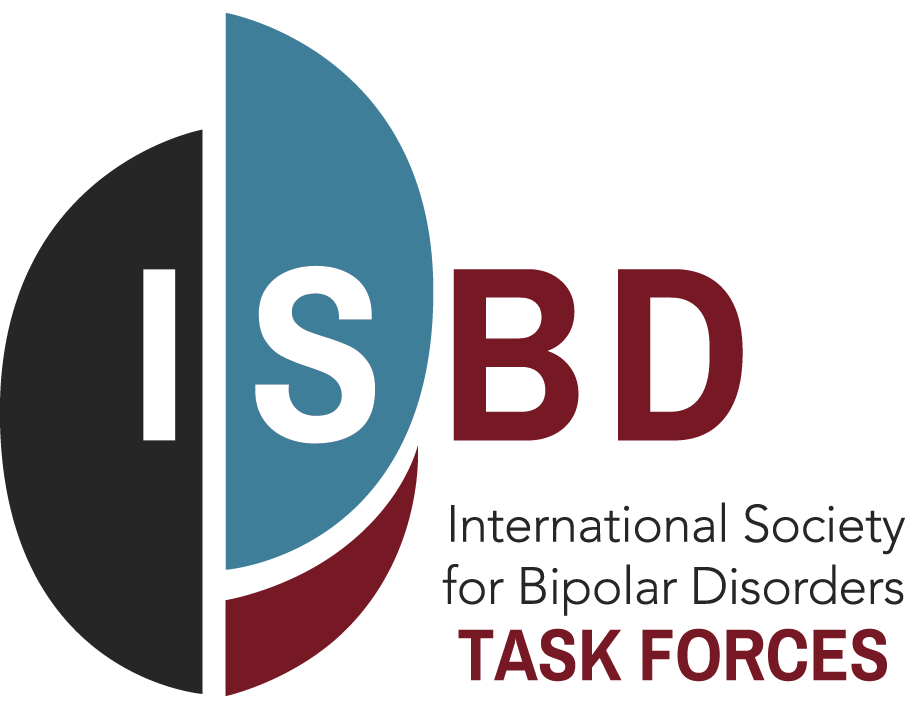 ISBD
International Society
for Bipolar Disorders
TASK FORCES